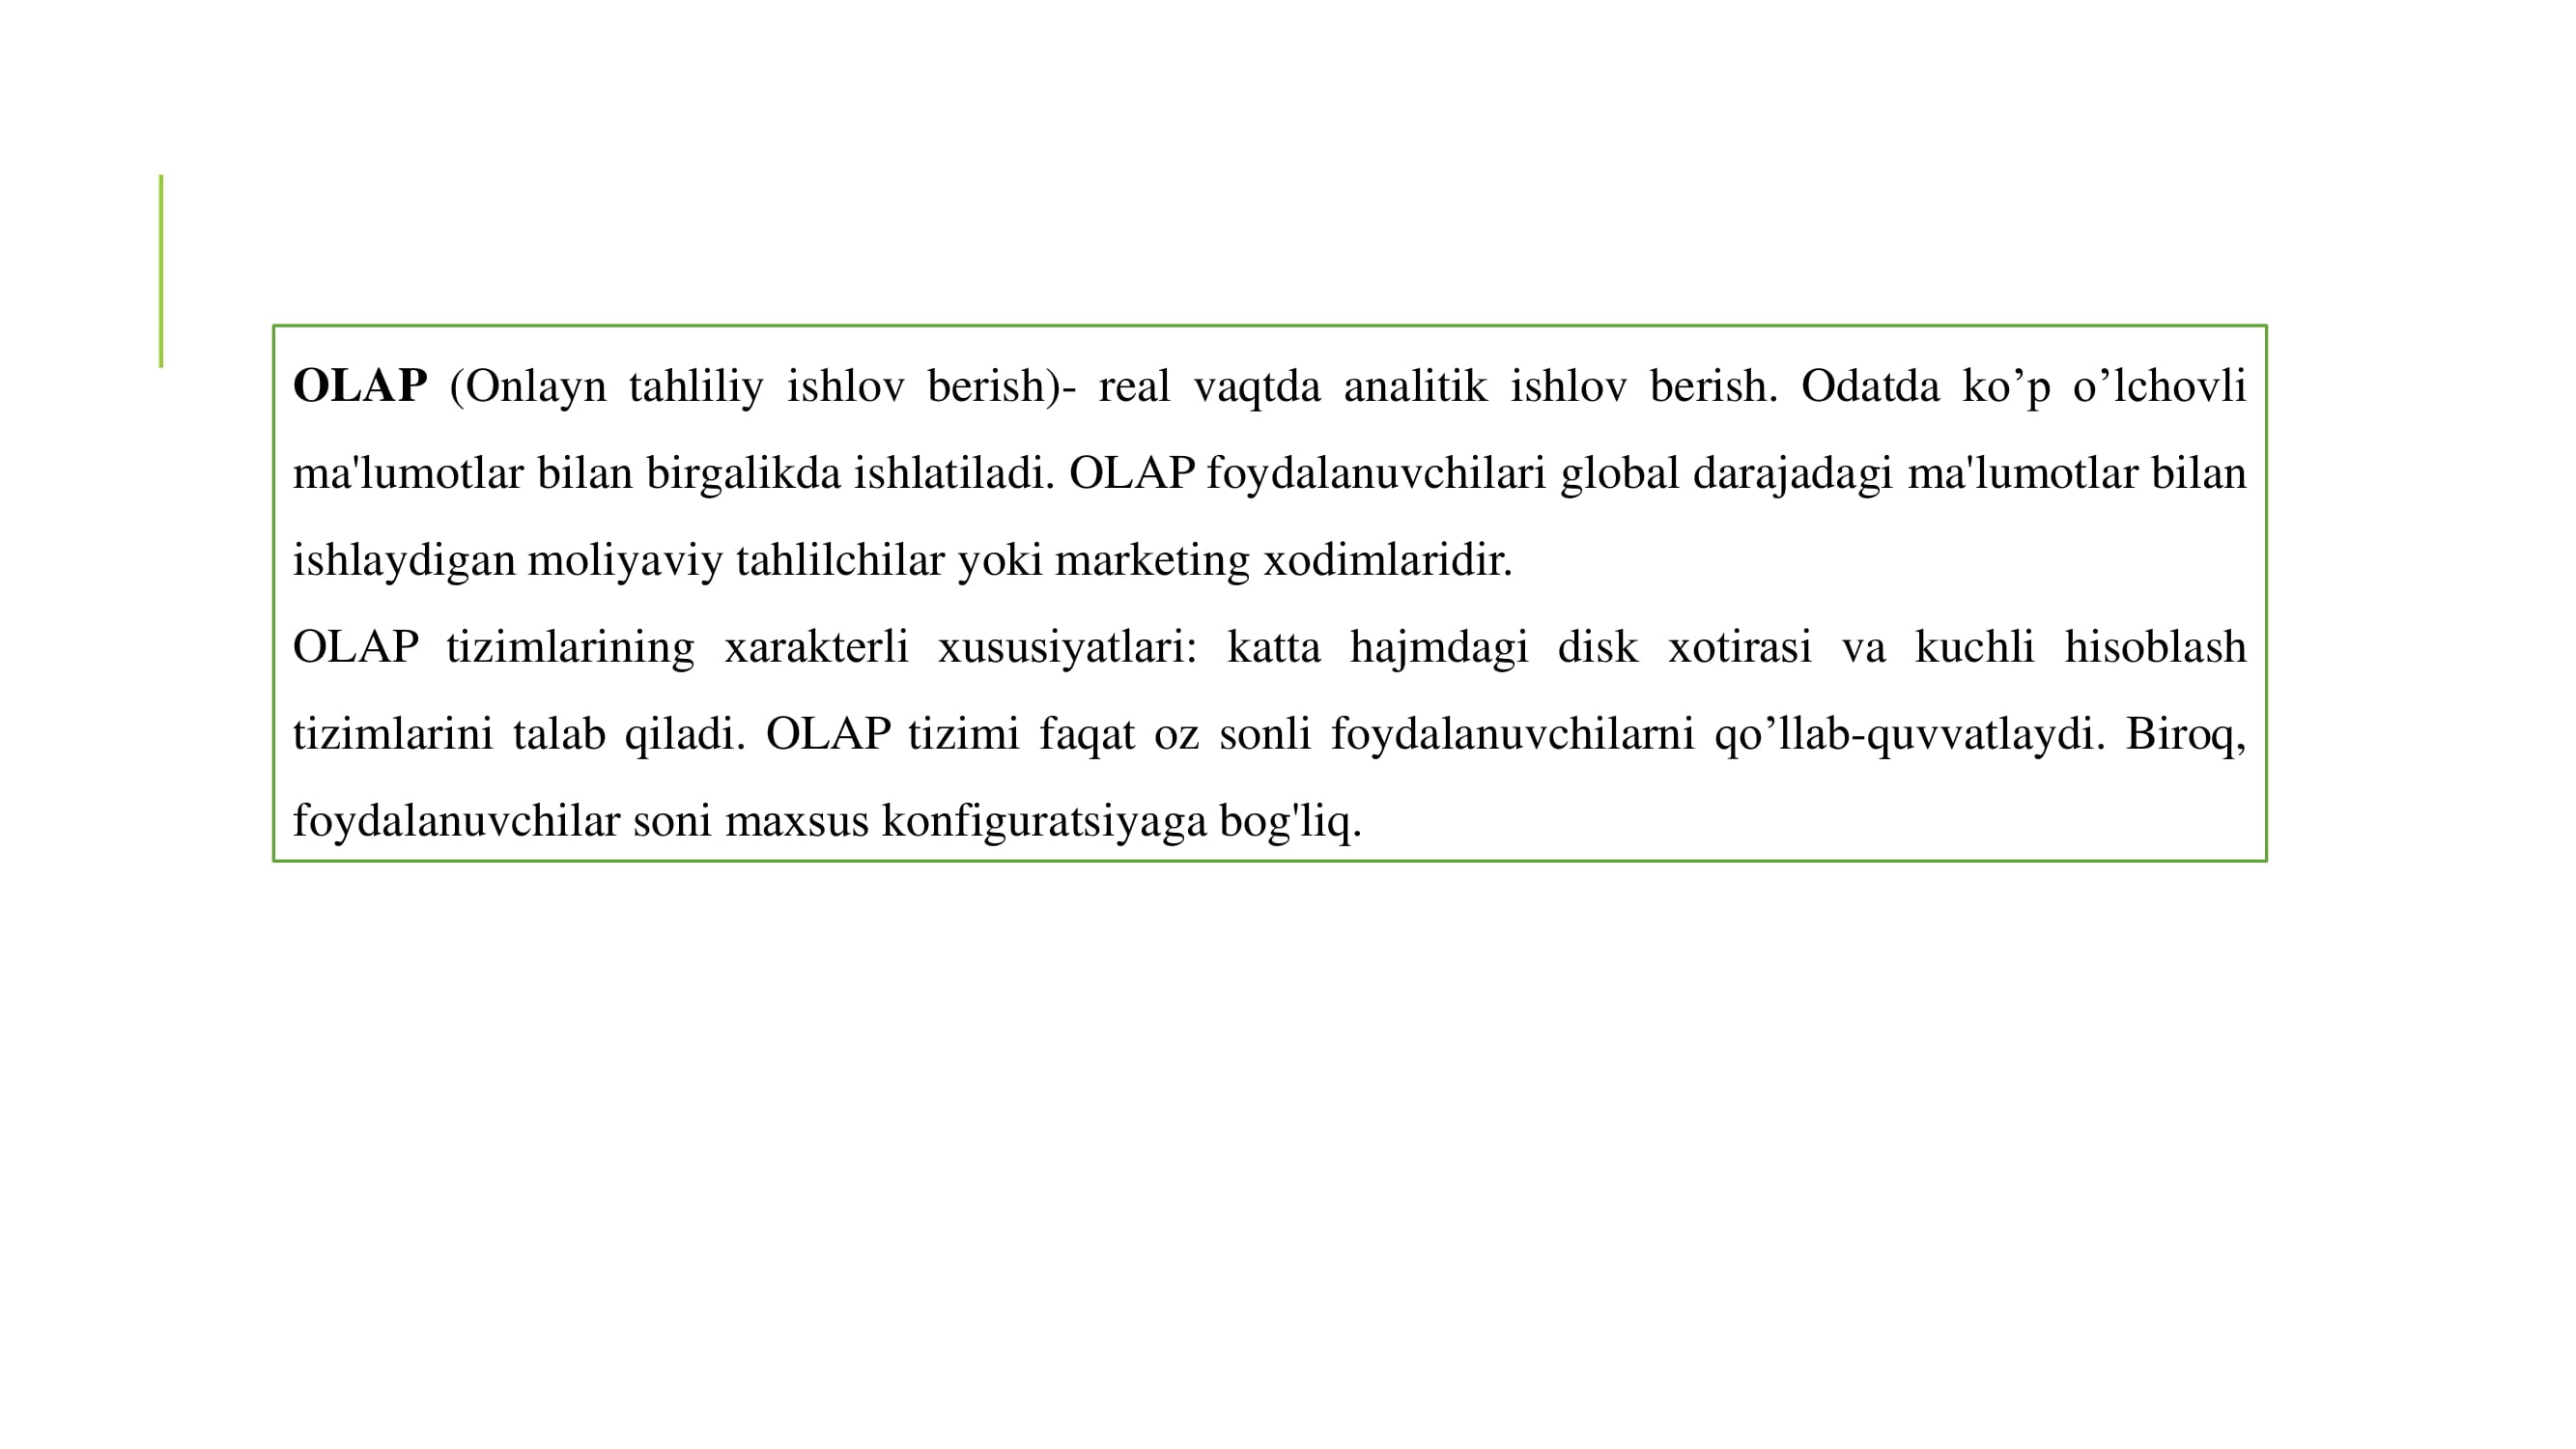 OLAP (Onlayn tahliliy ishlov berish)- real vaqtda analitik ishlov berish. Odatda ko’p o’lchovli
ma'lumotlar bilan birgalikda ishlatiladi. OLAP foydalanuvchilari global darajadagi ma'lumotlar bilan
ishlaydigan moliyaviy tahlilchilar yoki marketing xodimlaridir.
OLAP tizimlarining xarakterli xususiyatlari: katta hajmdagi disk xotirasi va kuchli hisoblash
tizimlarini talab qiladi. OLAP tizimi faqat oz sonli foydalanuvchilarni qo’llab-quvvatlaydi. Biroq,
foydalanuvchilar soni maxsus konfiguratsiyaga bog'liq.